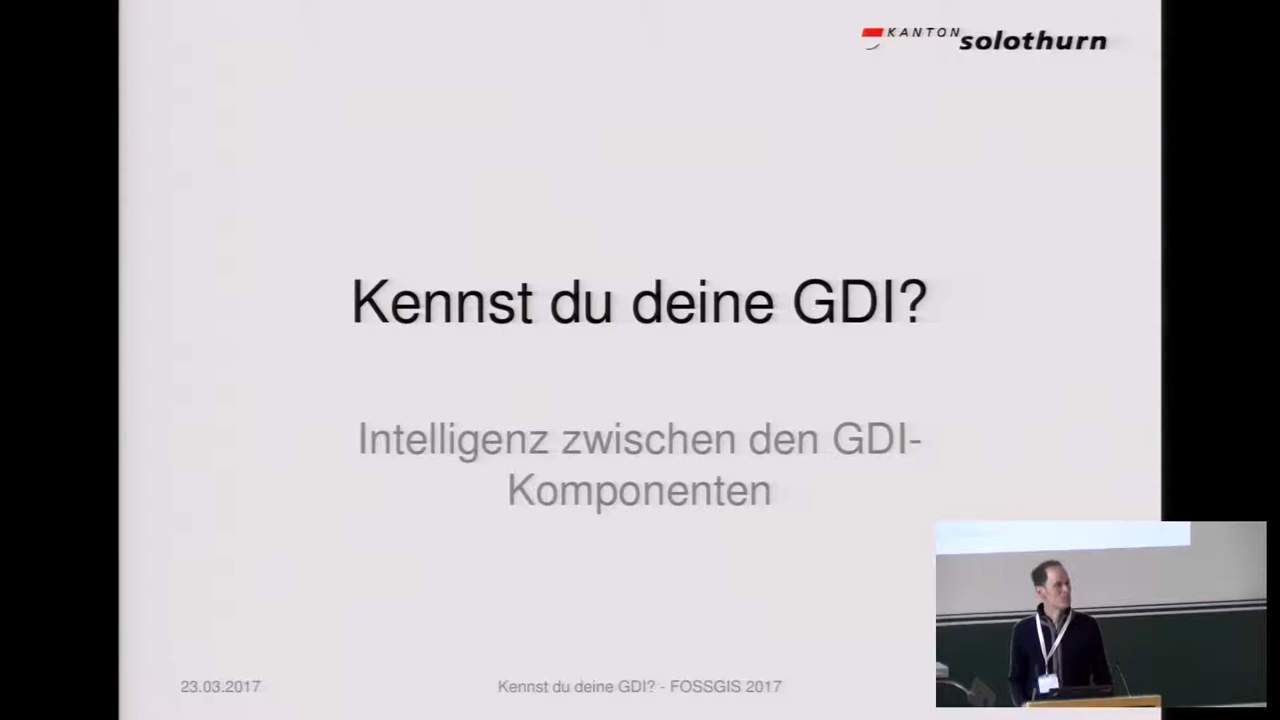 KANTON solothurn
Kennst du deine GDI?
Intelligenz zwischen den GDI-
Komponenten
23.03.2017
Kennst du deine GDI? - FOSSGIS 2017